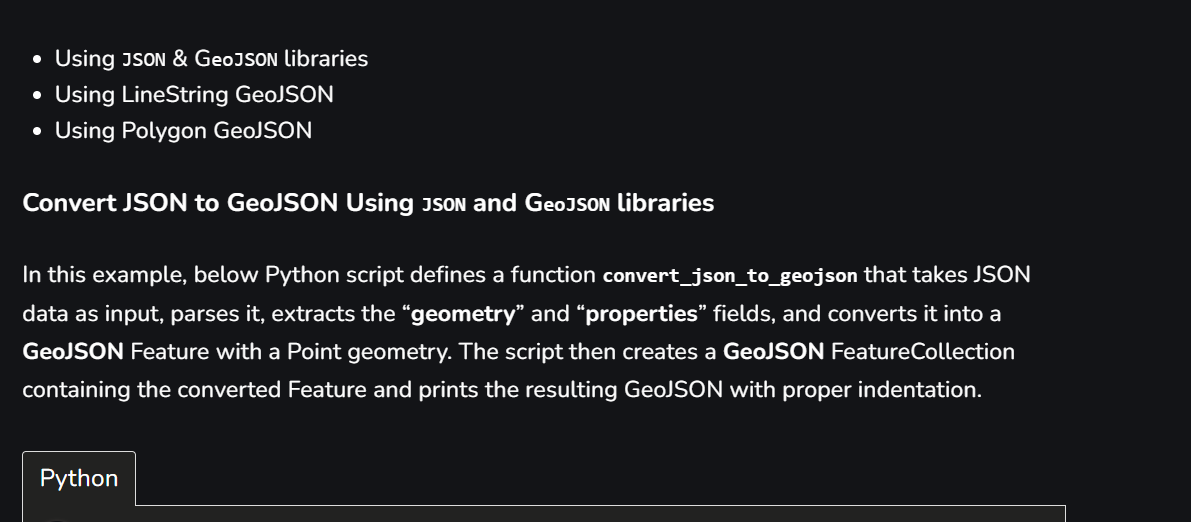 • Using JSON & GeoJSON libraries
• Using LineString GeoJSON
• Using Polygon GeoJSON
Convert JSON to GeoJSON Using JSON and GeoJSON libraries
In this example, below Python script defines a function convert_json_to_geojson that takes JSON
data as input, parses it, extracts the “geometry” and “properties” fields, and converts it into a
GeoJSON Feature with a Point geometry. The script then creates a GeoJSON FeatureCollection
containing the converted Feature and prints the resulting GeoJSON with proper indentation.
Python